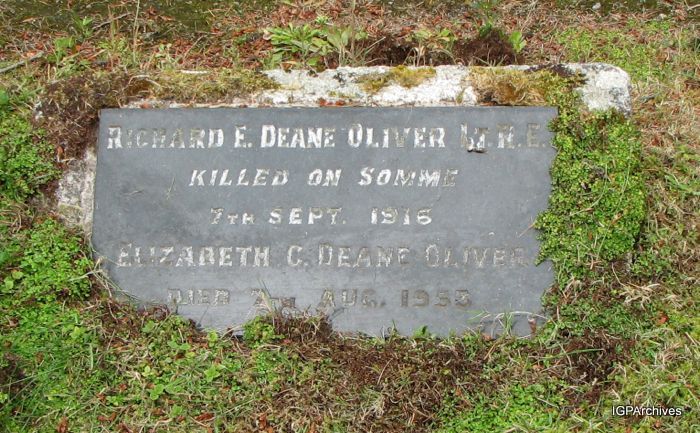 RICHARD E. DEANE OLIVER LT. R.E.
KILLED ON SOMME
7TH SEPT. 1916
ELIZABETH C. DEANE OLIVER
DIED AUG. 1953
IGPArchives